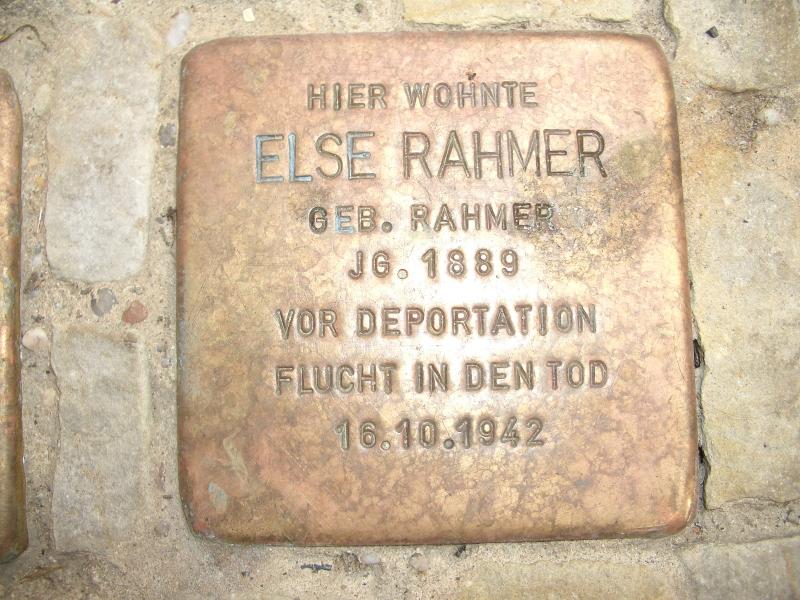 HIER WOHNTE
ELSE RAHMER
GEB. RAHMER
JG. 1889
VOR DEPORTATION
FLUCHT IN DEN TOD
16.10.1942